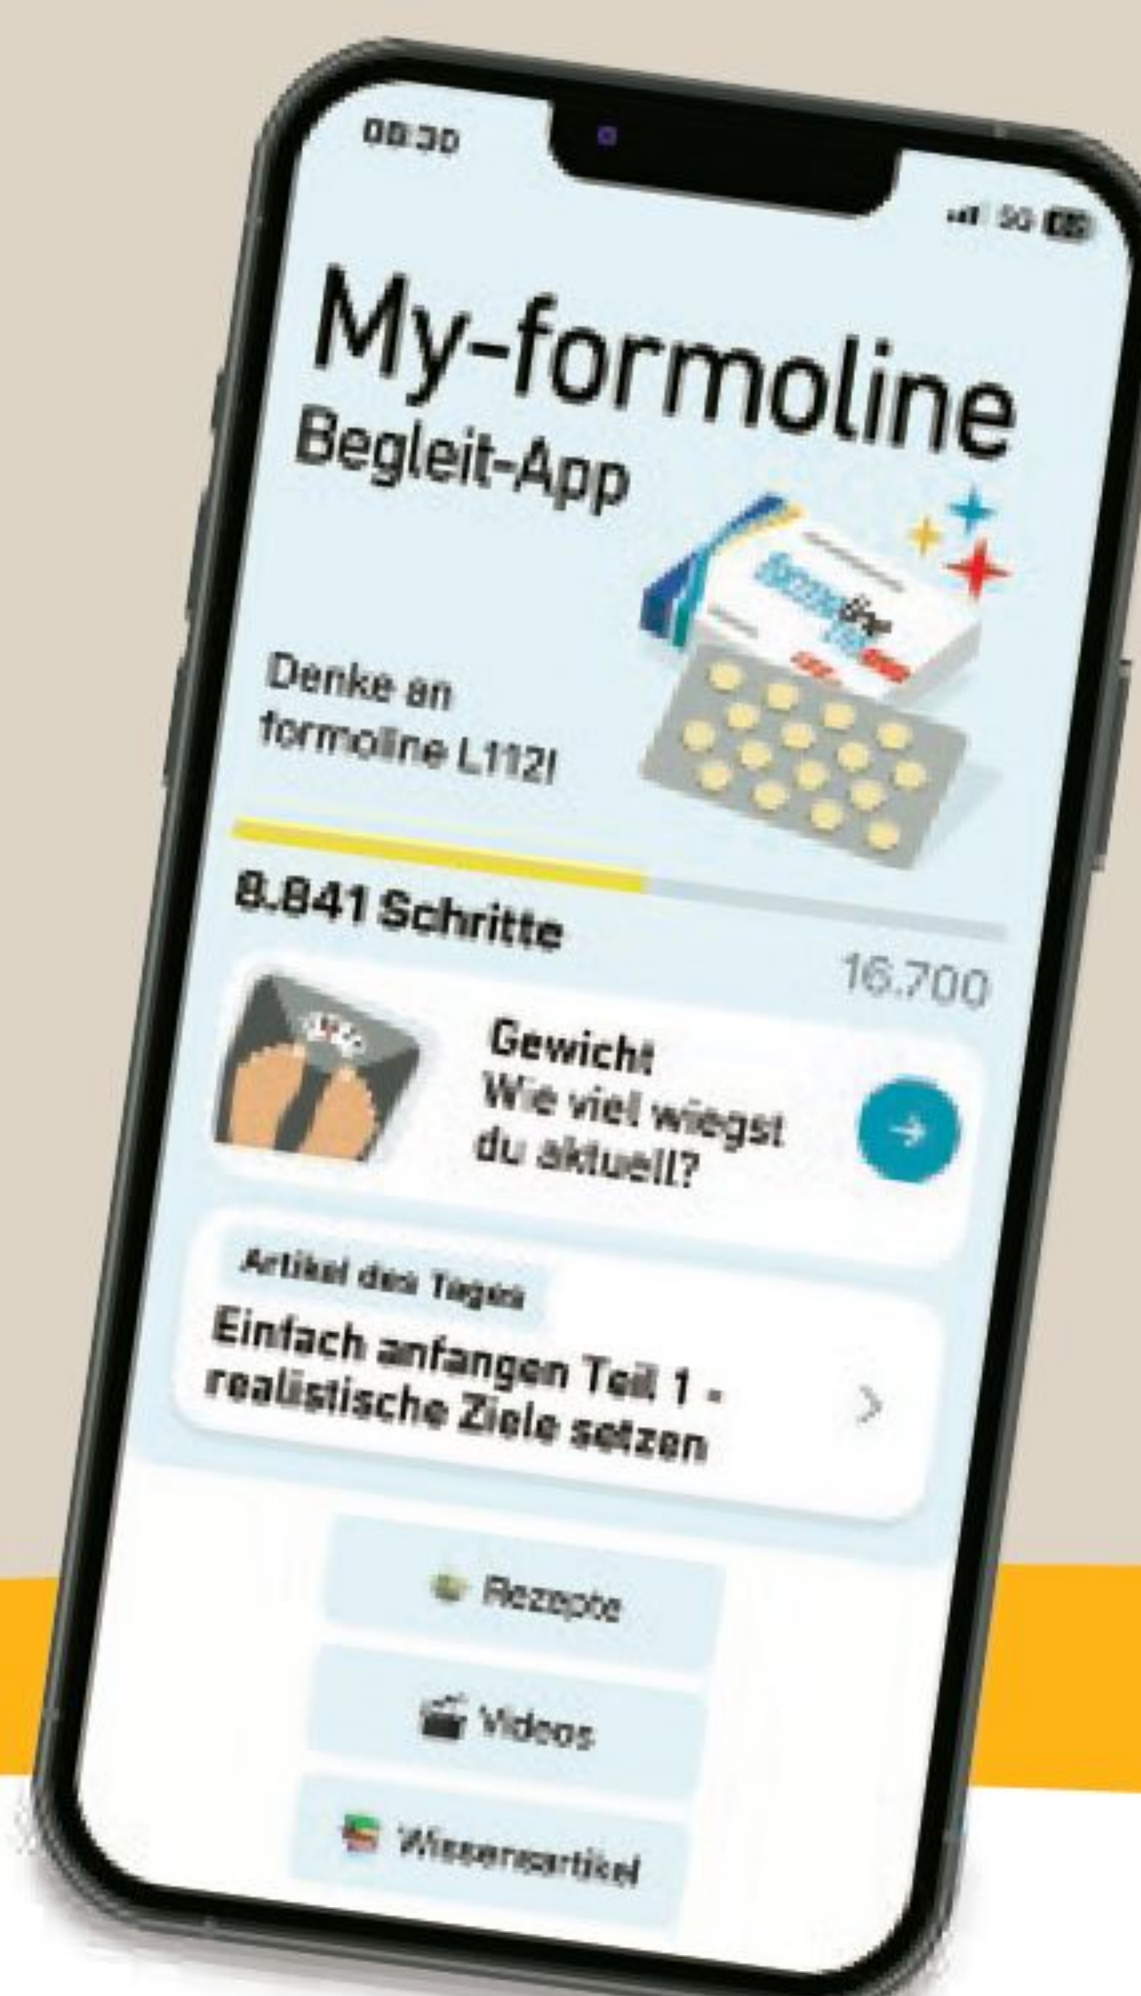 08:30
5G
My-formoline
Begleit-App
formoline
Denke an
formoline L112!
8.841 Schritte
16.700
Gewicht
Wie viel wiegst
du aktuell?
Artikel des Tages
Einfach anfangen Teil 1 -
realistische Ziele setzen
Rezepte
Videos
Wissensartikel